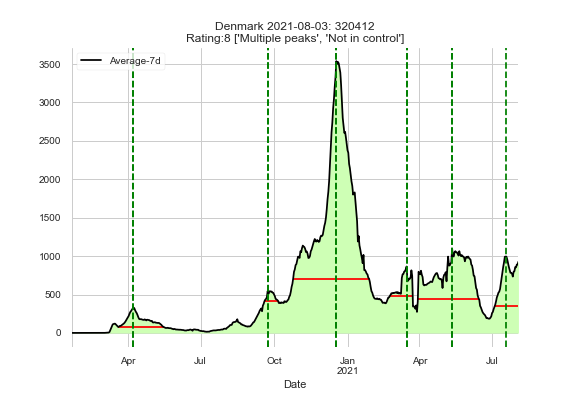 Denmark 2021-08-03: 320412
Rating:8 ['Multiple peaks', 'Not in control']
Average-7d
3500
3000
2500
2000
1500
1000
500
0
Apr Jul Oct Jan Apr Jul
2021
Date